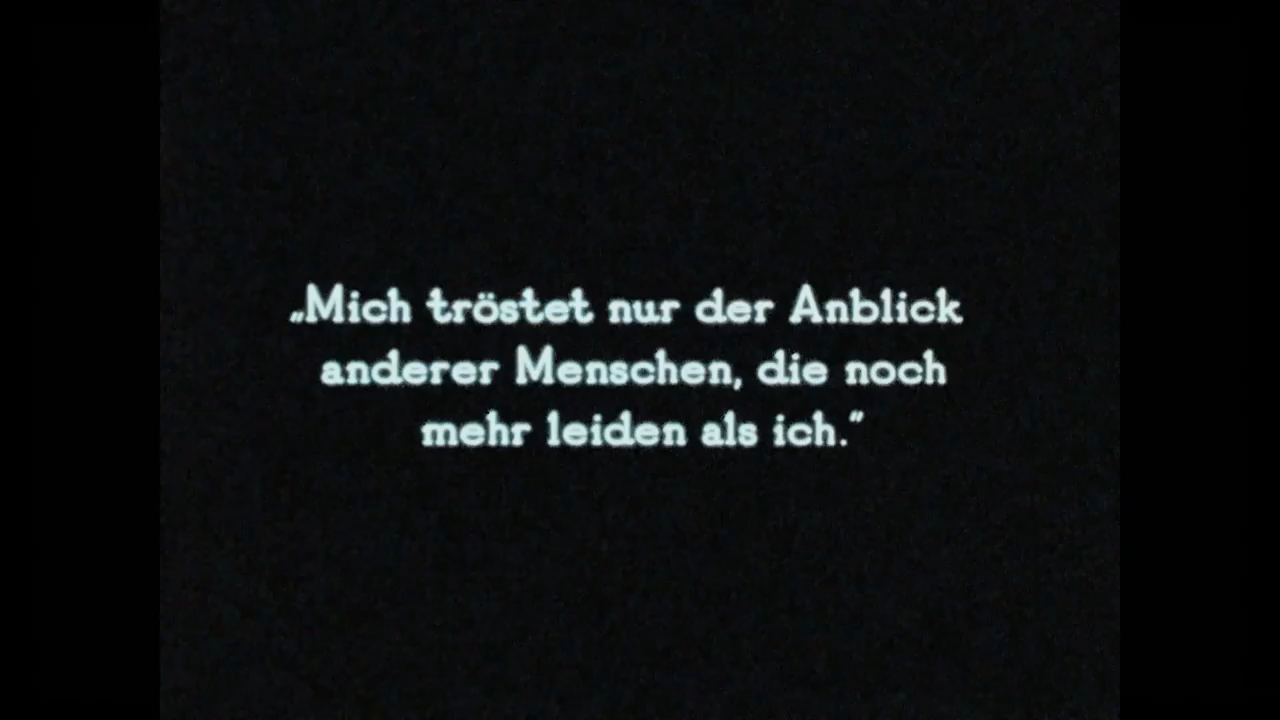 „Mich tröstet nur der Anblick
anderer Menschen, die noch
mehr leiden als ich.”